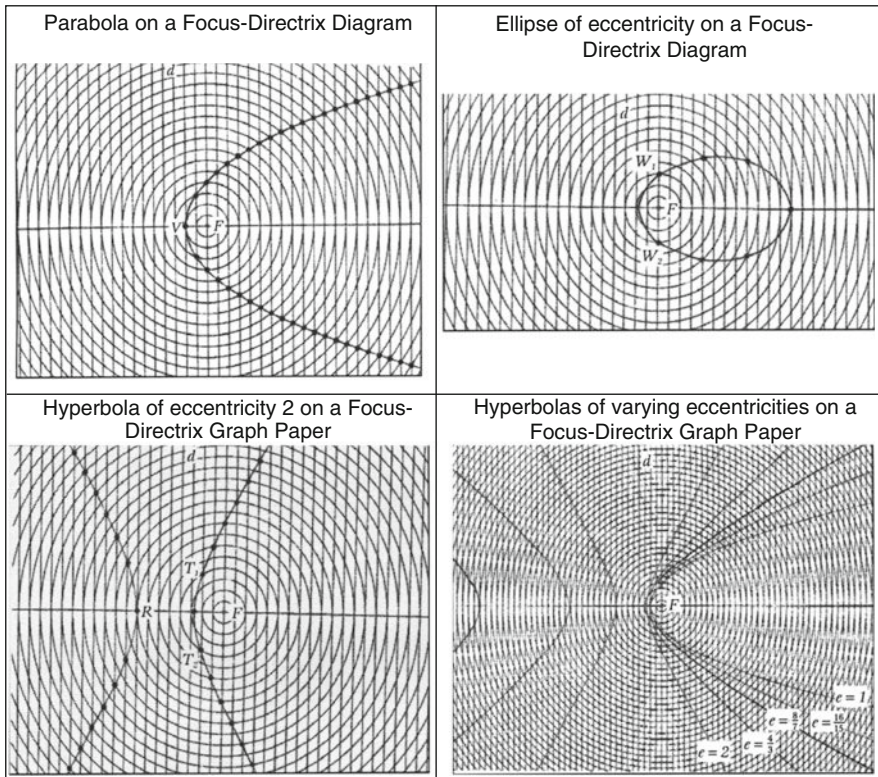 Parabola on a Focus-Directrix Diagram
d
V
F
Ellipse of eccentricity on a Focus-
Directrix Diagram
d
W₁
F
W₂
Hyperbola of eccentricity 2 on a Focus-
Directrix Graph Paper
d
T₁
R
F
T₂
Hyperbolas of varying eccentricities on a
Focus-Directrix Graph Paper
d
F
e = 1
e = 16/15
e = 8/7
e = 4/3
e = 2